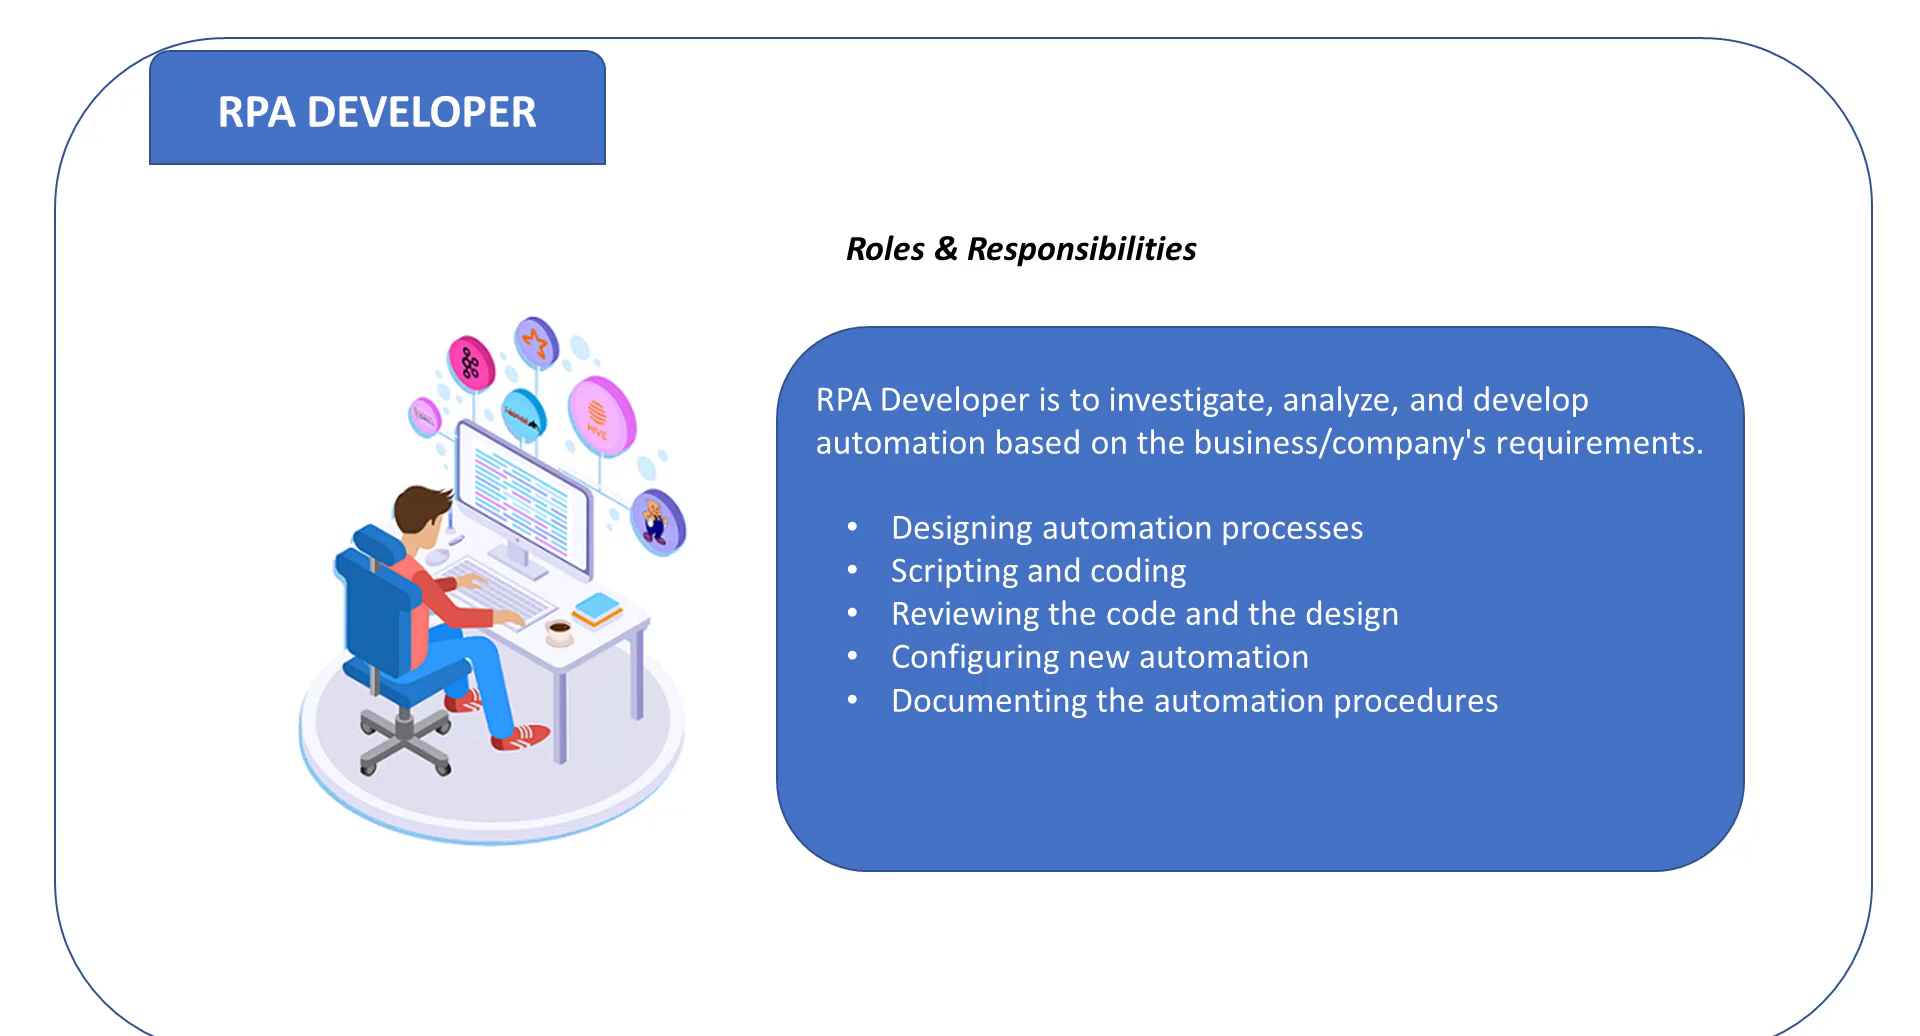 RPA DEVELOPER
Roles & Responsibilities
HIVE
RPA Developer is to investigate, analyze, and develop
automation based on the business/company's requirements.
• Designing automation processes
• Scripting and coding
• Reviewing the code and the design
• Configuring new automation
• Documenting the automation procedures